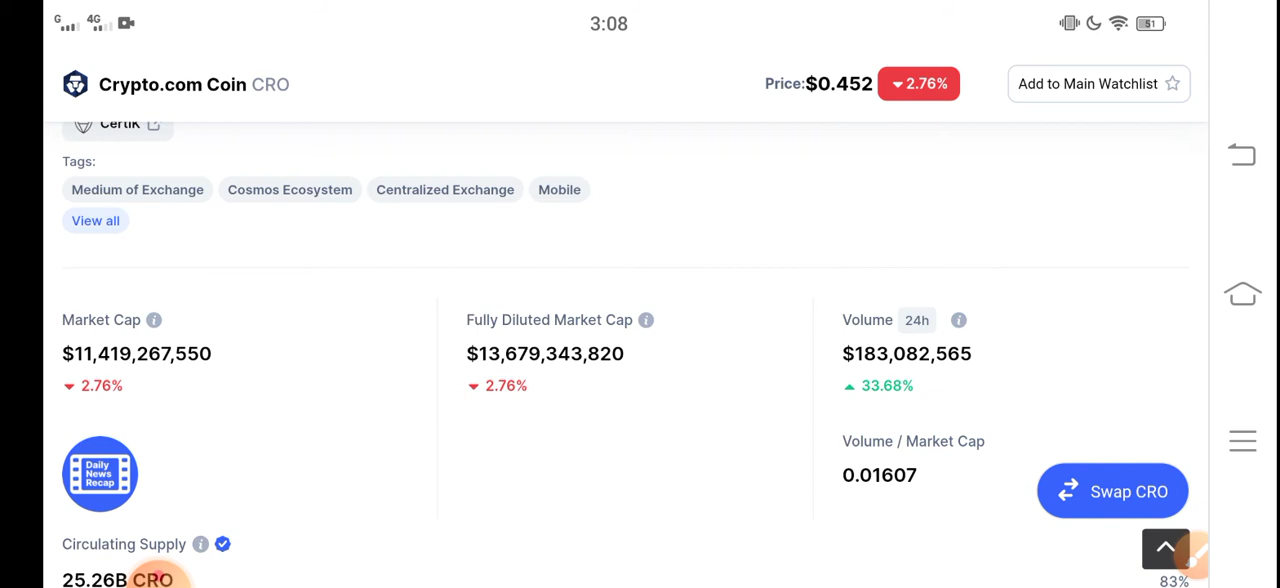 G 4G 3:08 51
Crypto.com Coin CRO Price:$0.452 2.76% Add to Main Watchlist
CertiK
Tags:
Medium of Exchange Cosmos Ecosystem Centralized Exchange Mobile
View all
Market Cap Fully Diluted Market Cap Volume 24h
$11,419,267,550 $13,679,343,820 $183,082,565
2.76% 2.76% 33.68%
Volume / Market Cap
Daily
News
Recap
0.01607
Swap CRO
Circulating Supply
25.26B CRO 83%